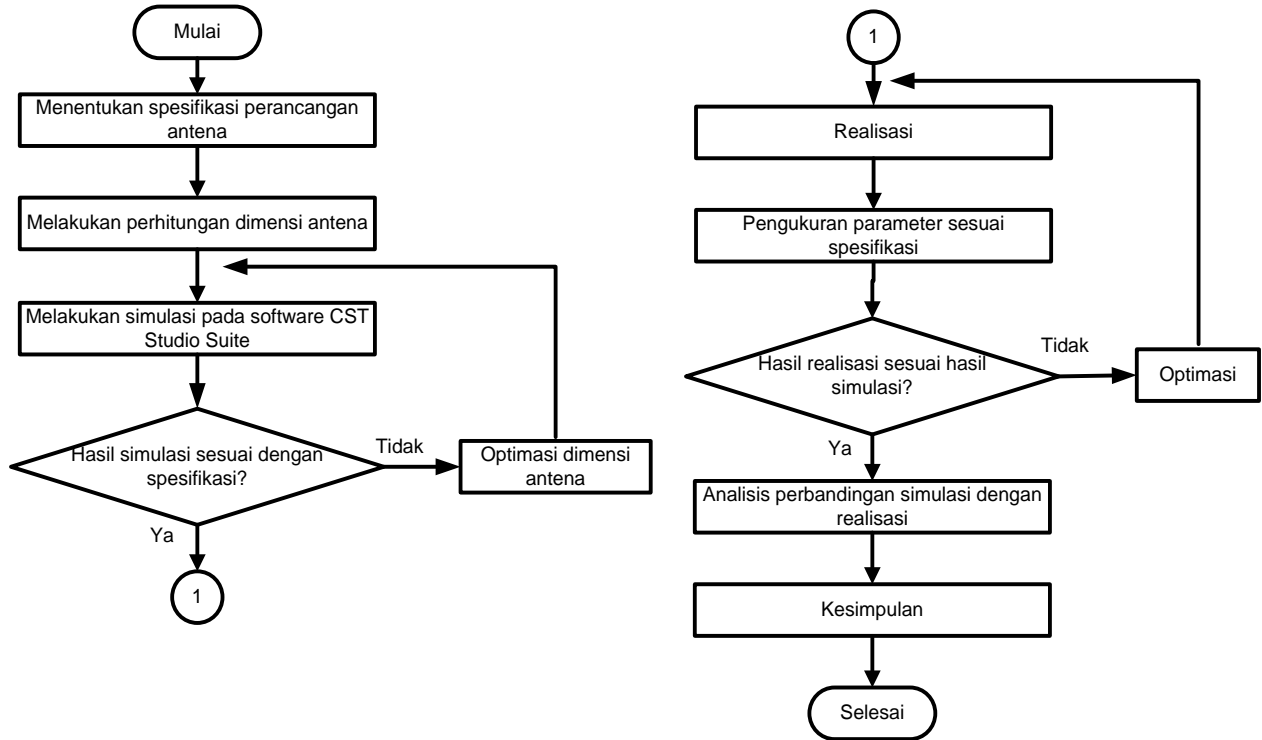 Mulai
Menentukan spesifikasi perancangan
antena
Melakukan perhitungan dimensi antena
Melakukan simulasi pada software CST
Studio Suite
Hasil simulasi sesuai dengan
spesifikasi?
Tidak
Optimasi dimensi
antena
Ya
1
1
Realisasi
Pengukuran parameter sesuai
spesifikasi
Hasil realisasi sesuai hasil
simulasi?
Tidak
Optimasi
Ya
Analisis perbandingan simulasi dengan
realisasi
Kesimpulan
Selesai